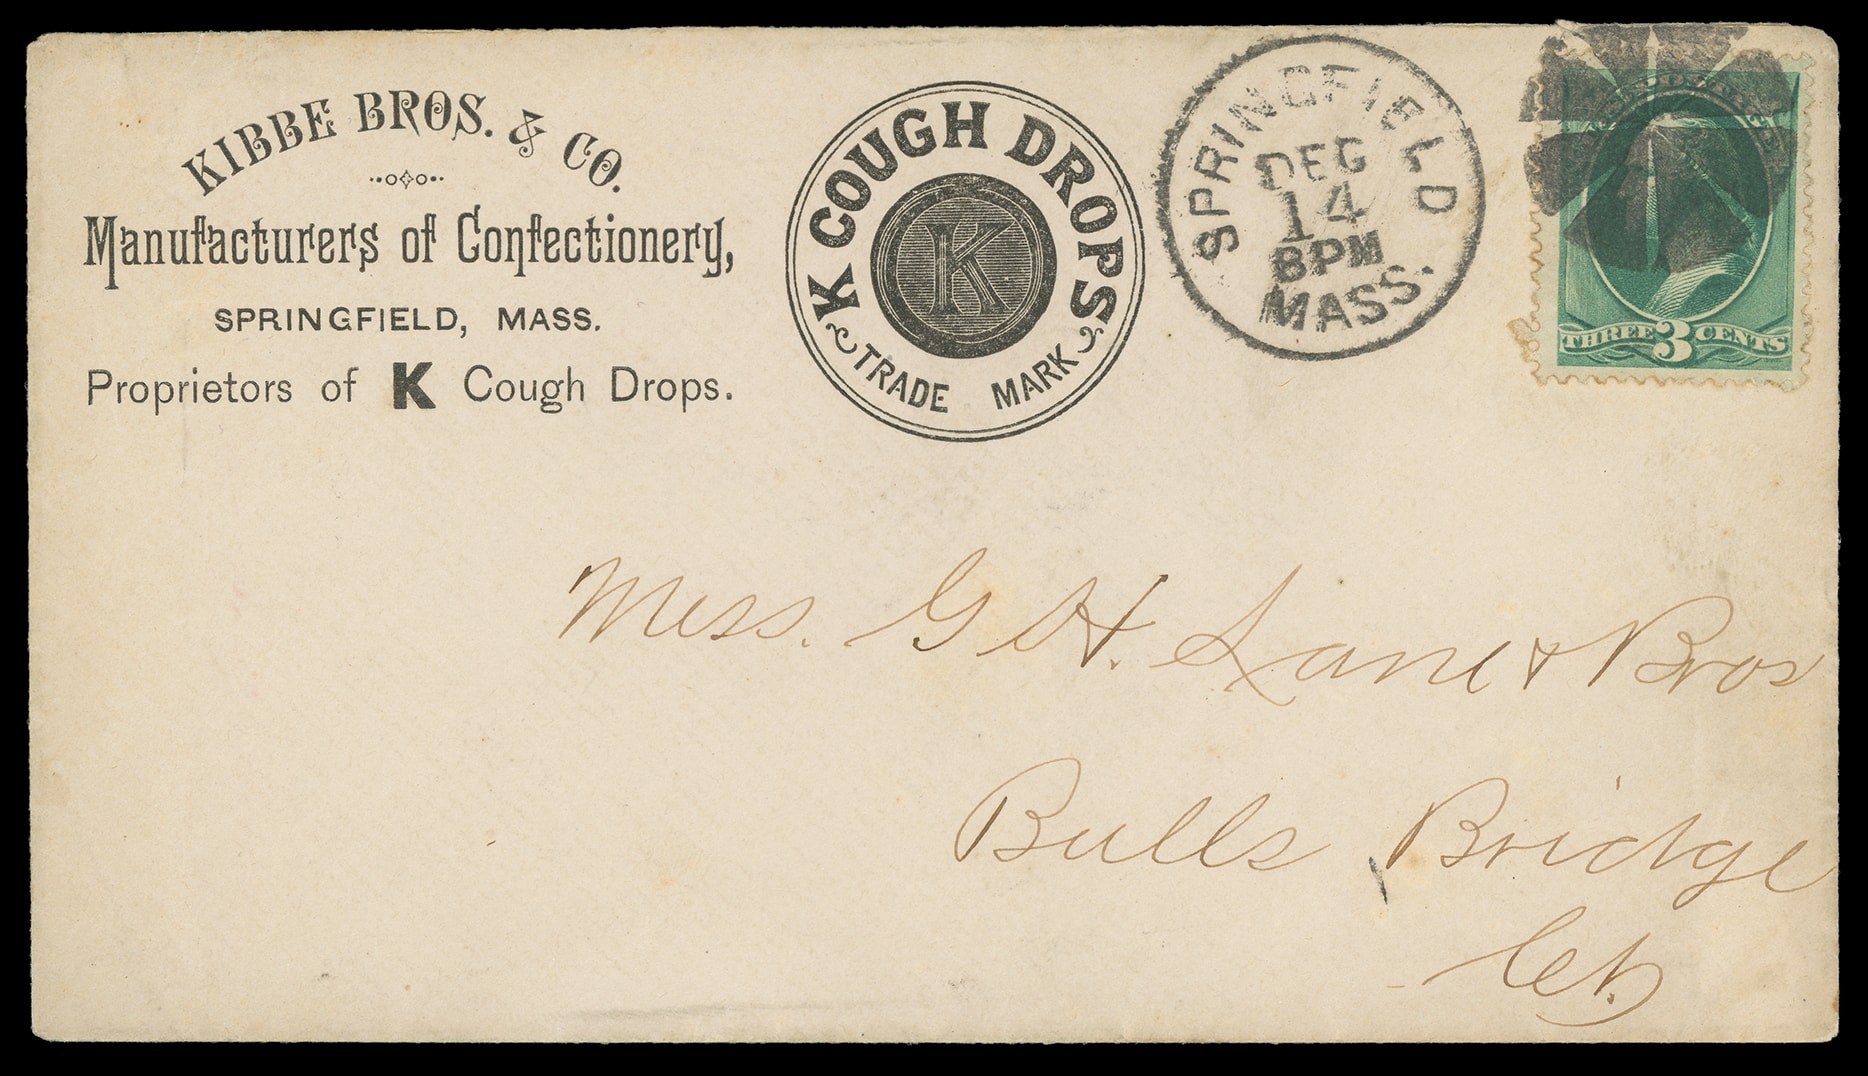 KIBBE BROS. & CO.
Manufacturers of Confectionery,
SPRINGFIELD, MASS.
Proprietors of K Cough Drops.
K COUGH DROPS
K
TRADE MARK
SPRINGFIELD
DEC
14
8PM
MASS.
THREE 3 CENTS
Mess. G H. Lane & Bros
Bulls Bridge
Ct.